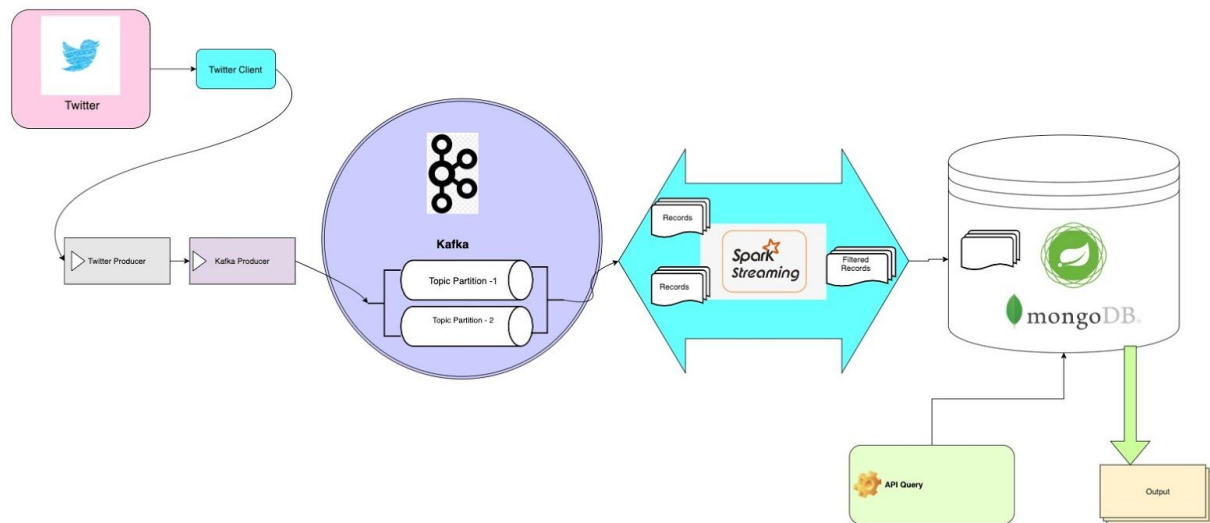 Twitter
Twitter Client
Twitter Producer
Kafka Producer
Kafka
Topic Partition -1
Topic Partition - 2
Records
Records
Spark
Streaming
Filtered
Records
mongoDB.
API Query
Output